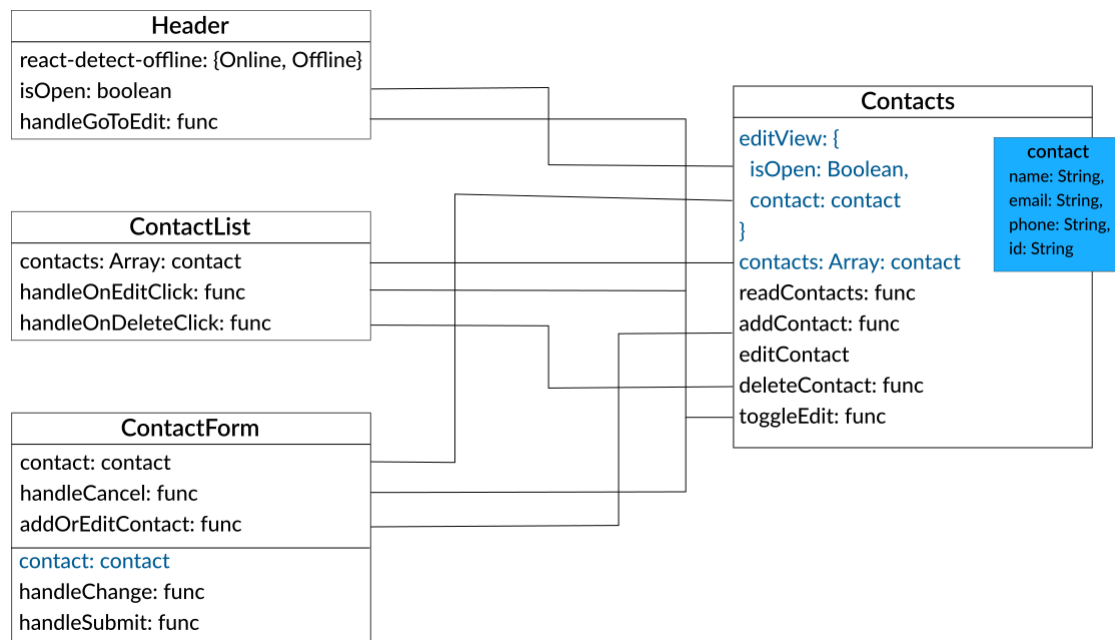 Header
react-detect-offline: {Online, Offline}
isOpen: boolean
handleGoToEdit: func
ContactList
contacts: Array: contact
handleOnEditClick: func
handleOnDeleteClick: func
ContactForm
contact: contact
handleCancel: func
addOrEditContact: func
contact: contact
handleChange: func
handleSubmit: func
Contacts
editView: {
isOpen: Boolean,
contact: contact
}
contacts: Array: contact
readContacts: func
addContact: func
editContact
deleteContact: func
toggleEdit: func
contact
name: String,
email: String,
phone: String,
id: String